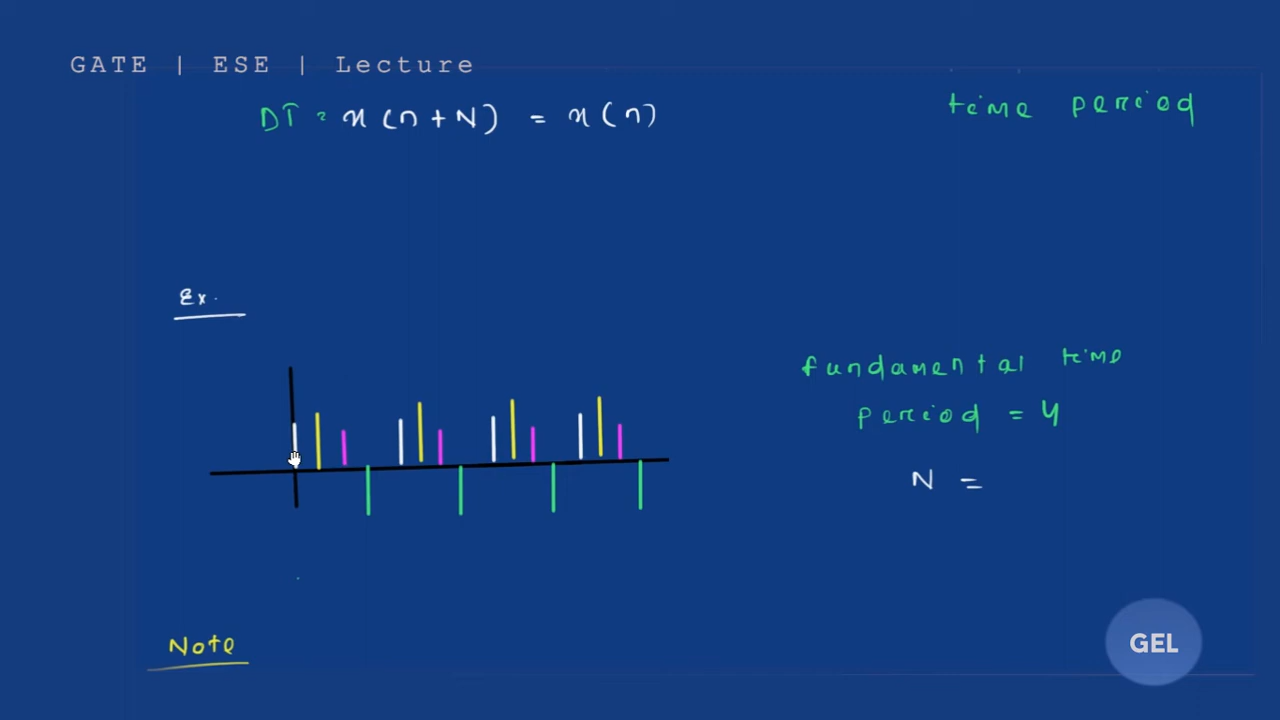 GATE | ESE | Lecture
DT : x(n+N) = x(n)
time period
Ex.
fundamental time
period = 4
N =
Note
GEL